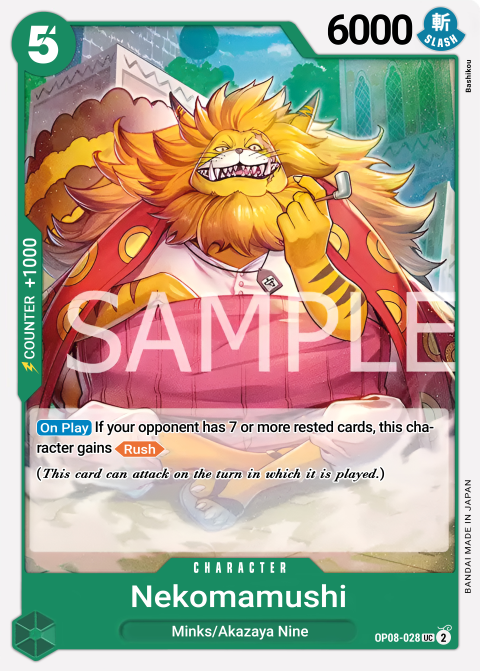 5
6000
斬
SLASH
Bashikou
COUNTER +1000
SAMPLE
On Play If your opponent has 7 or more rested cards, this cha-
racter gains Rush
(This card can attack on the turn in which it is played.)
BANDAI MADE IN JAPAN
CHARACTER
Nekomamushi
Minks/Akazaya Nine
OP08-028 UC 2